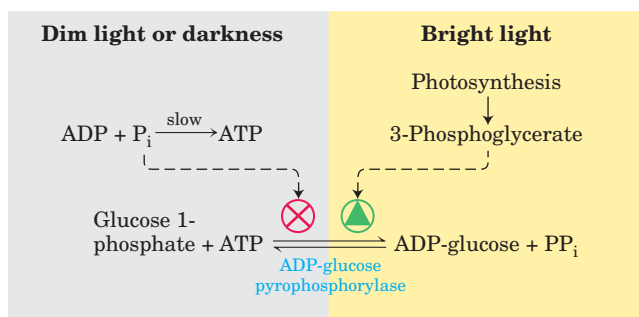 Dim light or darkness
Bright light
Photosynthesis
slow
ADP + Pi ATP
3-Phosphoglycerate
Glucose 1-
phosphate + ATP
ADP-glucose + PPi
ADP-glucose
pyrophosphorylase